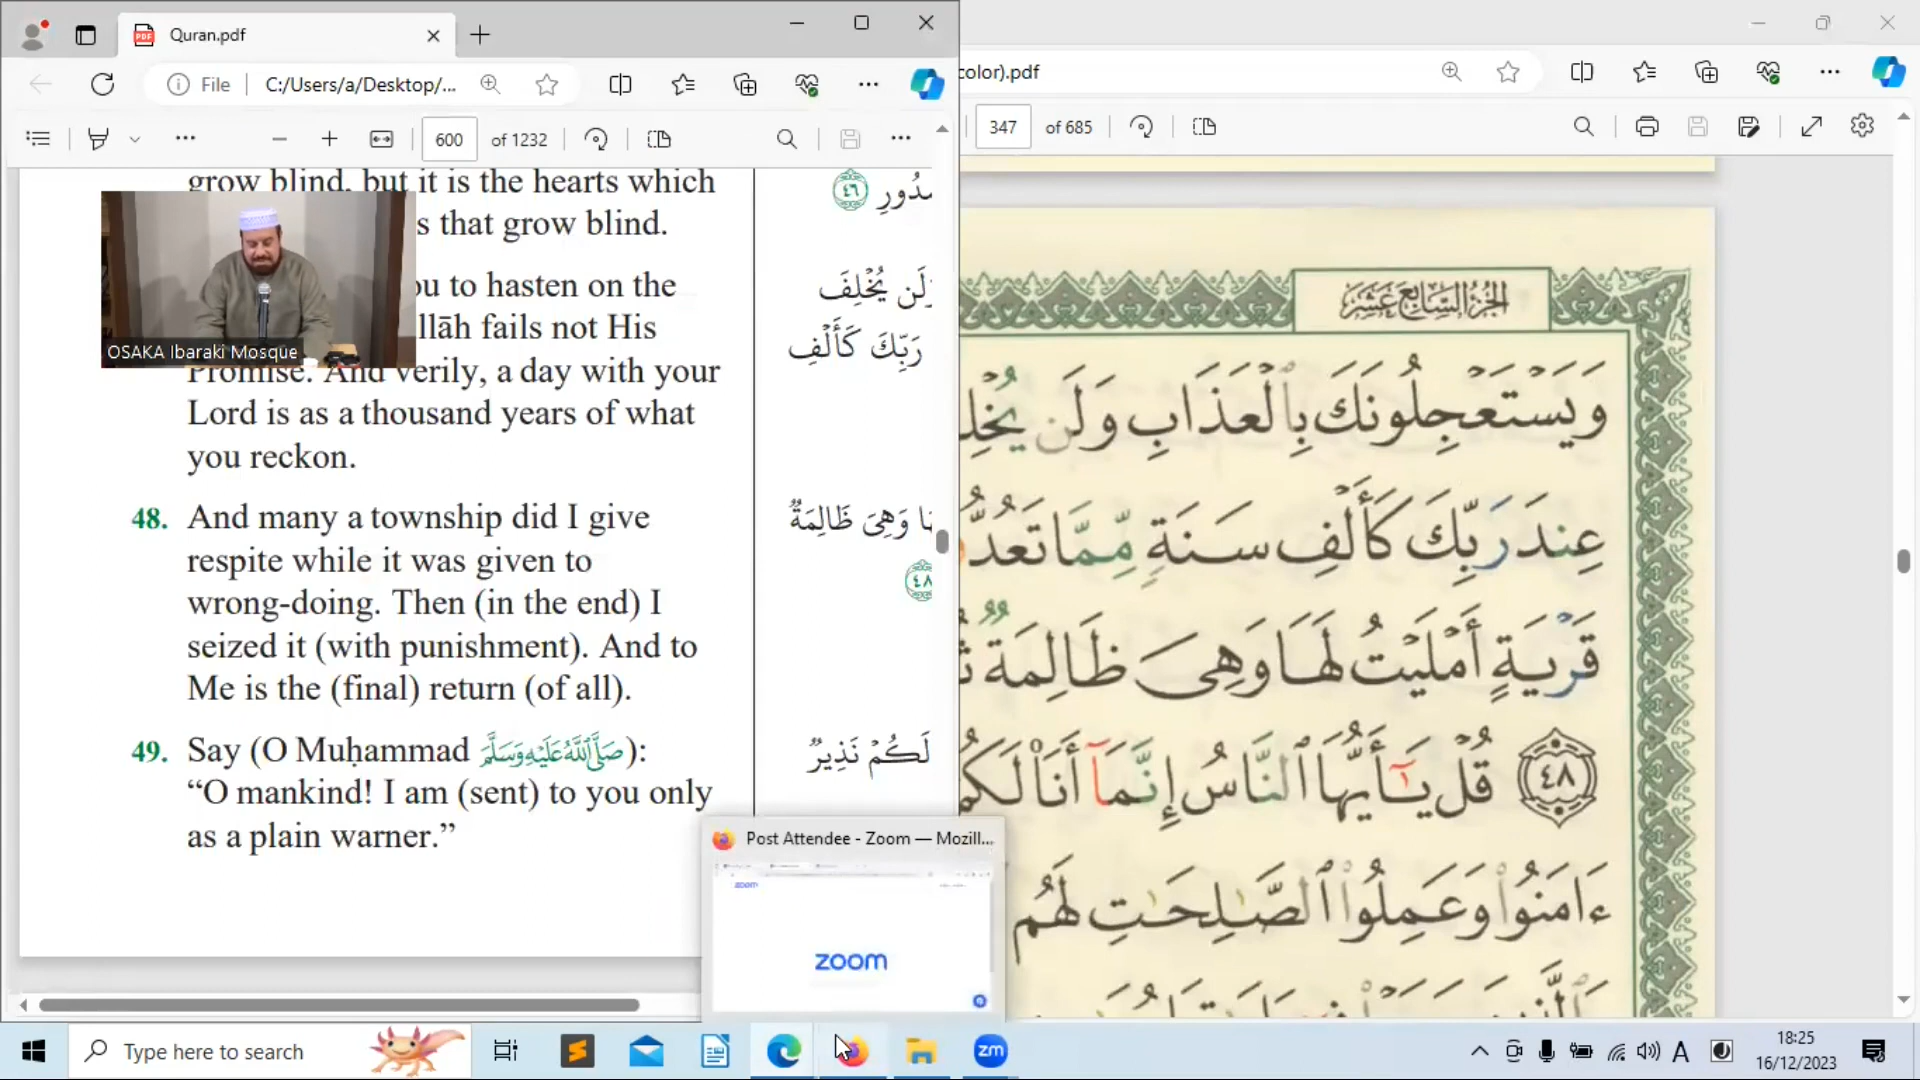 Quran.pdf
File
C:/Users/a/Desktop/...
600 of 1232
grow blind, but it is the hearts which
s that grow blind.
ou to hasten on the
llāh fails not His
Promise. And verily, a day with your
Lord is as a thousand years of what
you reckon.
48. And many a township did I give
respite while it was given to
wrong-doing. Then (in the end) I
seized it (with punishment). And to
Me is the (final) return (of all).
49. Say (O Muḥammad صَلَّى ٱللَّهُ عَلَيْهِ وَسَلَّمَ):
“O mankind! I am (sent) to you only
as a plain warner.”
OSAKA Ibaraki Mosque
٤٦
وَلَن يُخْلِفَ
رَبِّكَ كَأَلْفِ
وَهِىَ ظَالِمَةٌ
٤٨
لَكُمْ نَذِيرٌ
color).pdf
347 of 685
الجزء السابع عشر
وَيَسْتَعْجِلُونَكَ بِٱلْعَذَابِ وَلَن يُخْلِ
عِندَ رَبِّكَ كَأَلْفِ سَنَةٍ مِّمَّا تَعُدُّ
قَرْيَةٍ أَمْلَيْتُ لَهَا وَهِىَ ظَالِمَةٌ
٤٨ قُلْ يَٰٓأَيُّهَا ٱلنَّاسُ إِنَّمَآ أَنَا۠ لَكُمْ
ءَامَنُوا۟ وَعَمِلُوا۟ ٱلصَّٰلِحَٰتِ لَهُم
Post Attendee - Zoom — Mozill...
zoom
zoom
Type here to search
zm
A
18:25
16/12/2023